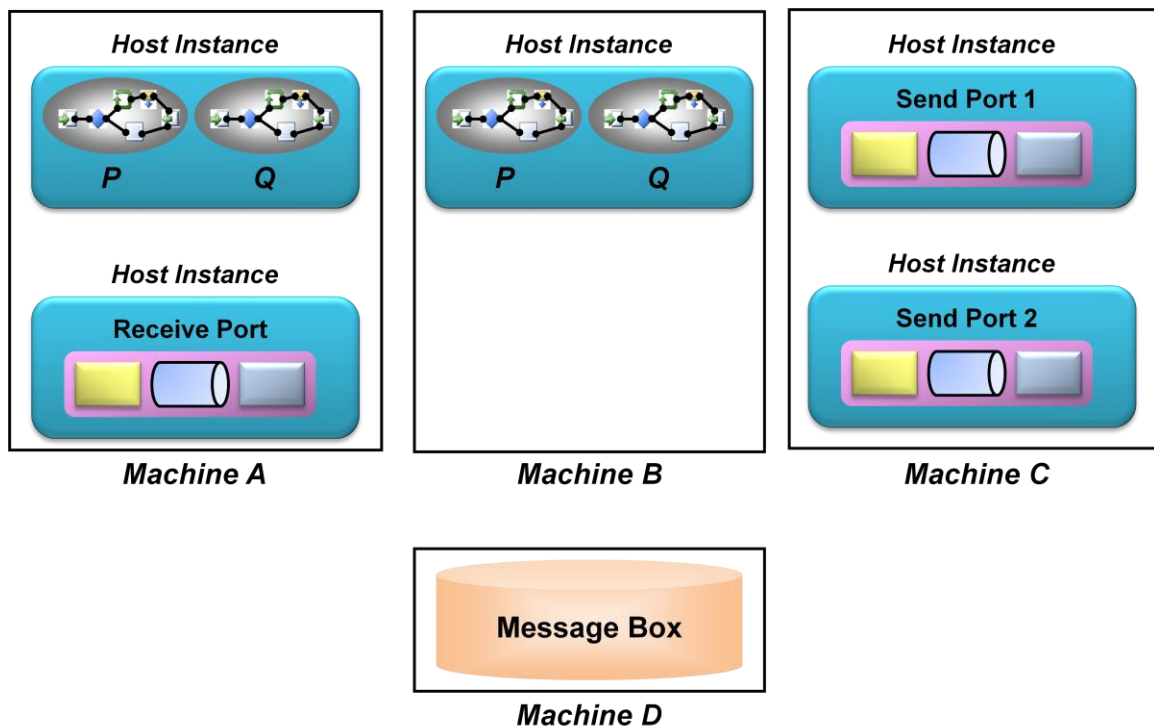 Host Instance
P Q
Host Instance
Receive Port
Machine A
Host Instance
P Q
Machine B
Host Instance
Send Port 1
Host Instance
Send Port 2
Machine C
Message Box
Machine D